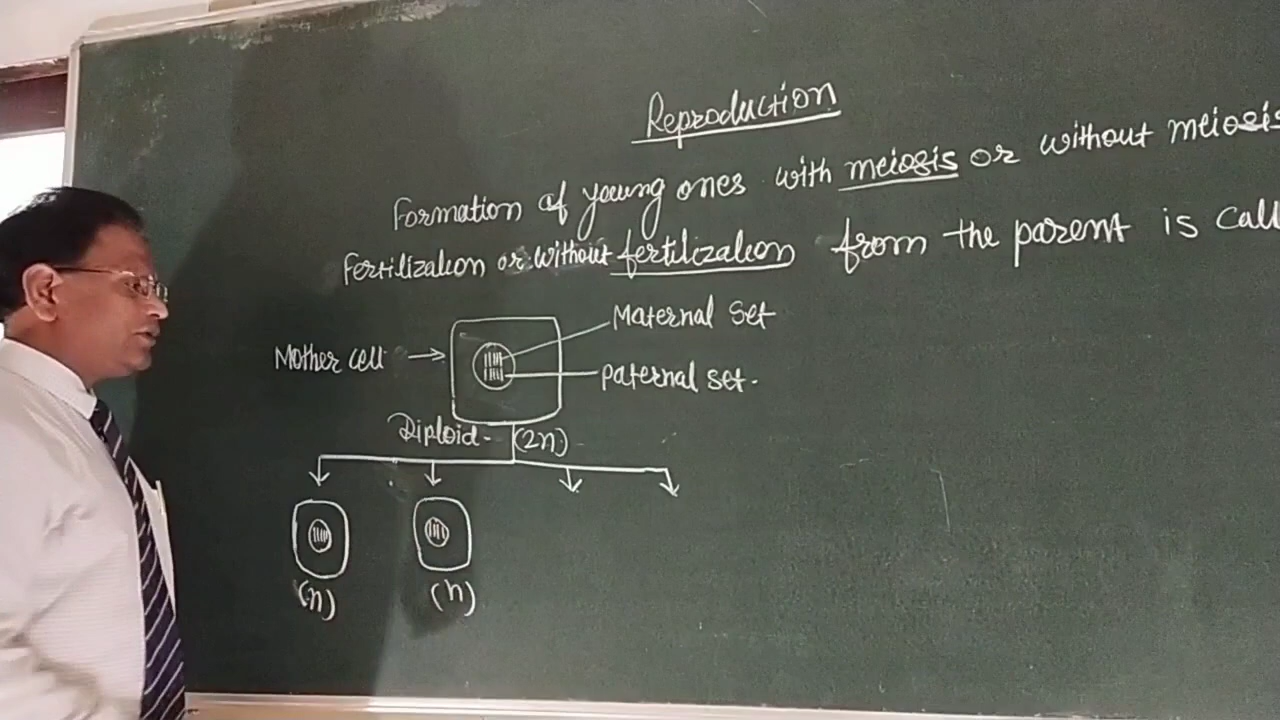 Reproduction
Formation of young ones with meiosis or without meiosis
Fertilization or without fertilization from the parent is call
Maternal Set
Mother cell
Paternal set.
Diploid - (2n)
(n) (n)